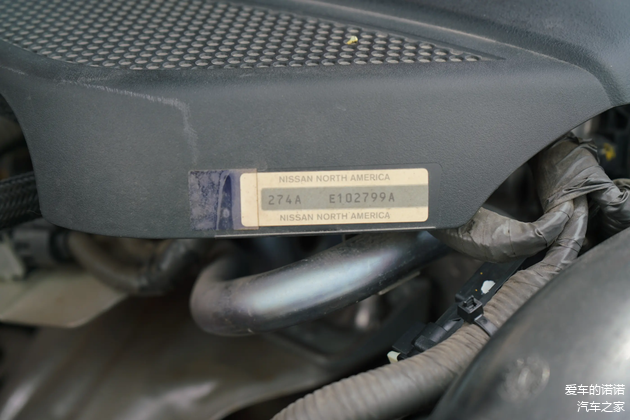 NISSAN NORTH AMERICA
274A E102799A
NISSAN NORTH AMERICA
爱车的诺诺
汽车之家